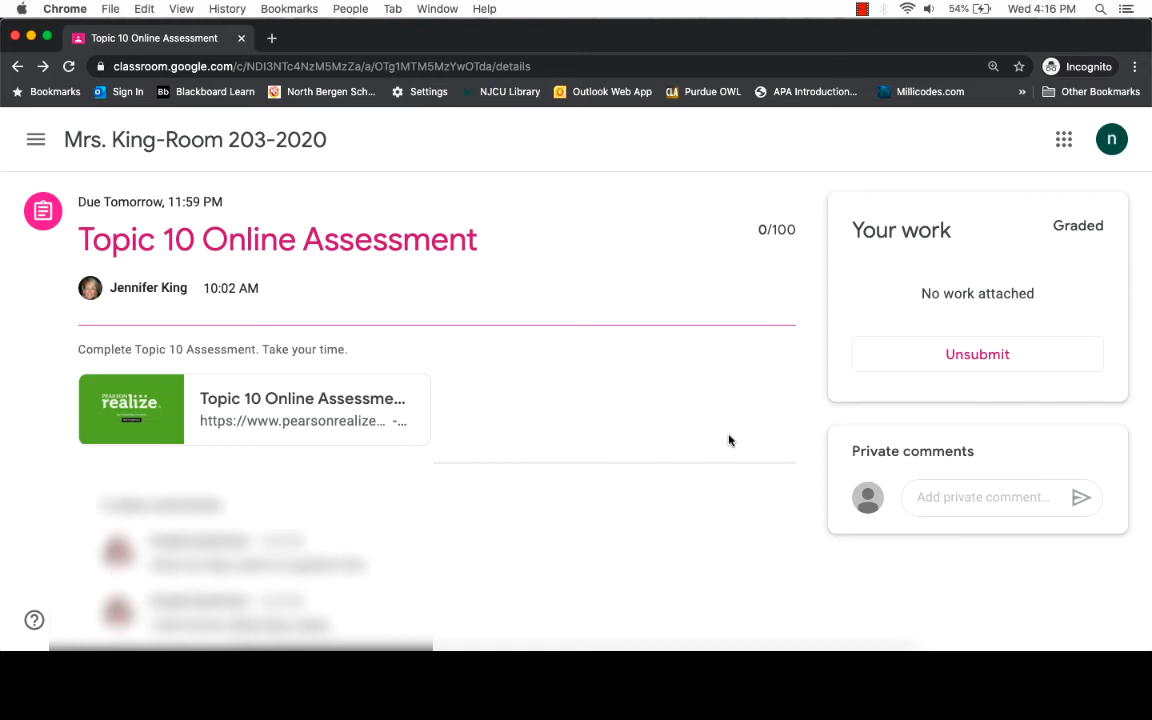 Chrome File Edit View History Bookmarks People Tab Window Help 54% Wed 4:16 PM
Topic 10 Online Assessment
classroom.google.com/c/NDI3NTc4NzM5MzZa/a/OTg1MTM5MzYwOTda/details Incognito
Bookmarks Sign In Bb Blackboard Learn North Bergen Sch... Settings NJCU Library Outlook Web App CLA Purdue OWL APA Introduction... Millicodes.com » Other Bookmarks
Mrs. King-Room 203-2020 n
Due Tomorrow, 11:59 PM
Topic 10 Online Assessment 0/100
Jennifer King 10:02 AM
Complete Topic 10 Assessment. Take your time.
PEARSON
realize
Topic 10 Online Assessme...
https://www.pearsonrealize... -...
Your work Graded
No work attached
Unsubmit
Private comments
Add private comment...